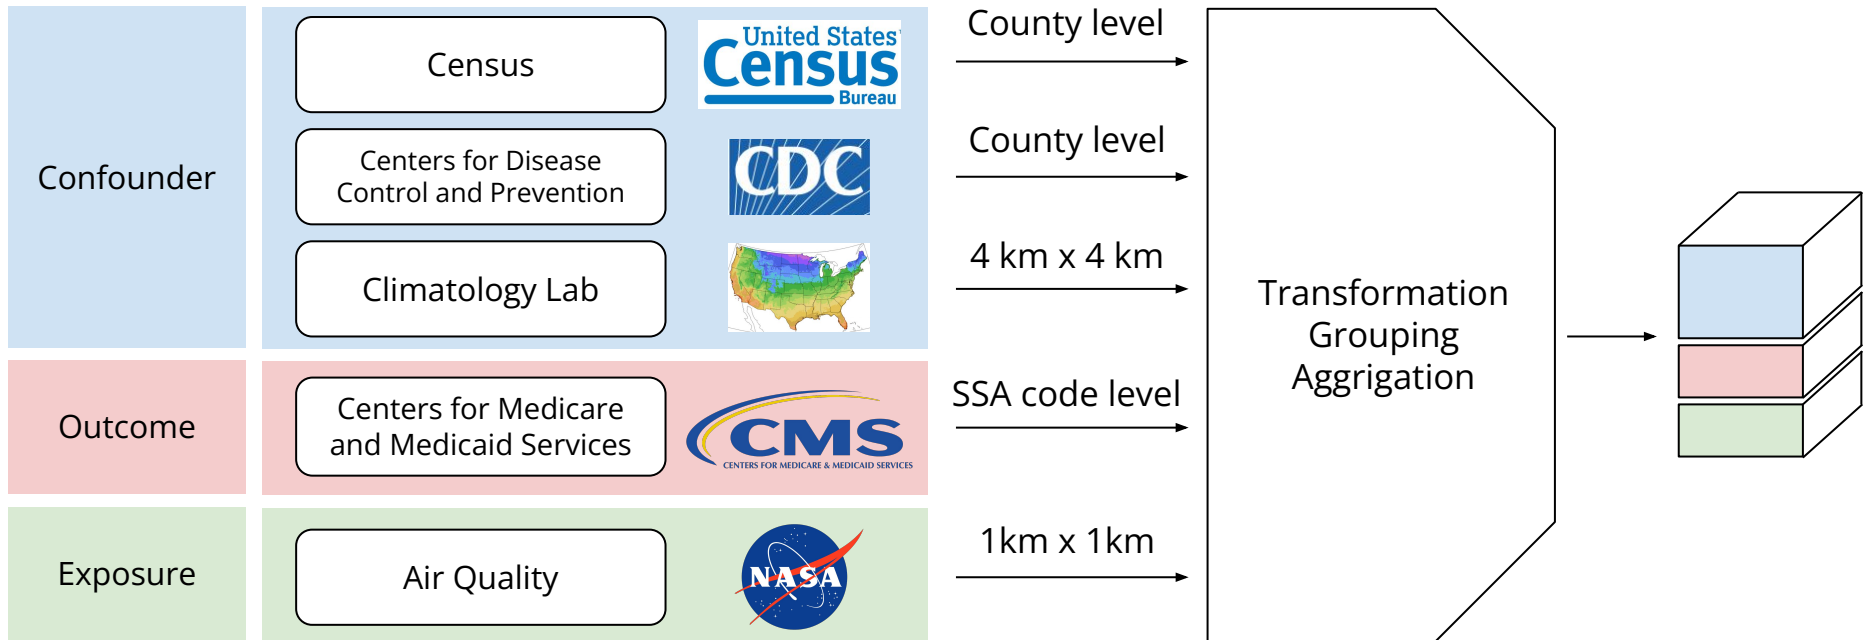 Confounder
Census
United States
Census
Bureau
County level
Centers for Disease
Control and Prevention
CDC
County level
Climatology Lab
4 km x 4 km
Outcome
Centers for Medicare
and Medicaid Services
CMS
CENTERS FOR MEDICARE & MEDICAID SERVICES
SSA code level
Exposure
Air Quality
NASA
1km x 1km
Transformation
Grouping
Aggrigation